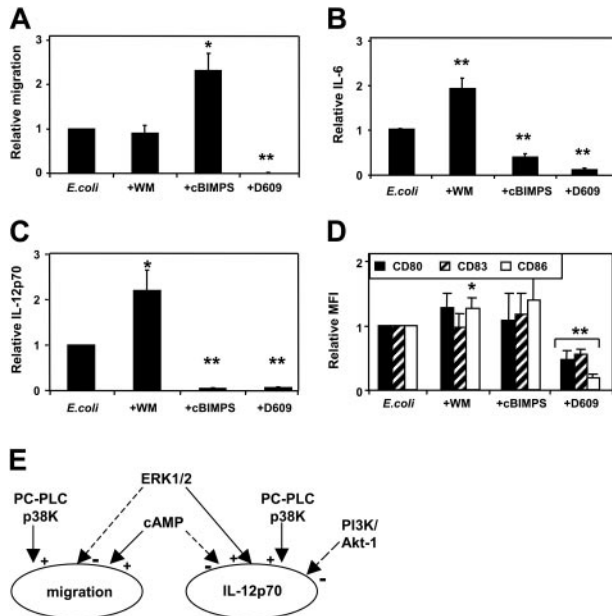 A
Relative migration
3
2
1
0
*
**
E.coli +WM +cBIMPS +D609
B
Relative IL-6
3
2
1
0
**
**
**
E.coli +WM +cBIMPS +D609
C
Relative IL-12p70
3
2
1
0
*
** **
E.coli +WM +cBIMPS +D609
D
Relative MFI
2
1
0
CD80 CD83 CD86
*
**
E.coli +WM +cBIMPS +D609
E
ERK1/2
PC-PLC
p38K
cAMP
PC-PLC
p38K
PI3K/
Akt-1
+ - + - + + -
migration
IL-12p70